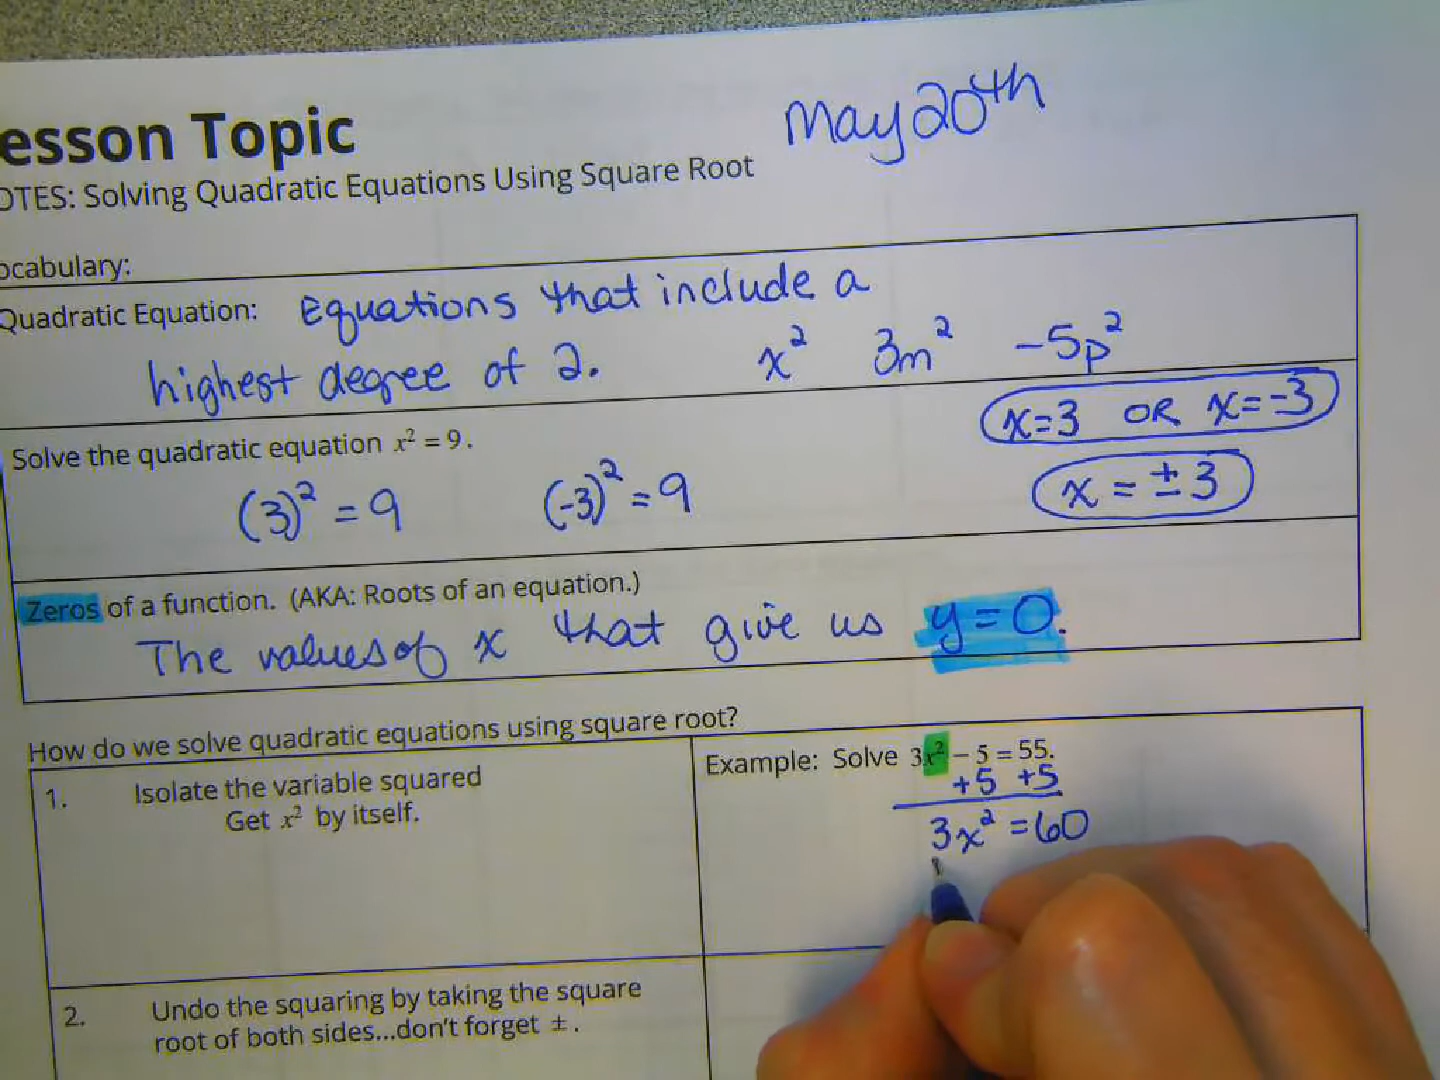 esson Topic
May 20th
OTES: Solving Quadratic Equations Using Square Root
ocabulary:
Quadratic Equation: Equations that include a
highest degree of 2. x² 3m² -5p²
x=3 OR x=-3
Solve the quadratic equation x² = 9.
(3)² = 9 (-3)² = 9 x = ±3
Zeros of a function. (AKA: Roots of an equation.)
The values of x that give us y=0.
How do we solve quadratic equations using square root?
1. Isolate the variable squared
Get x² by itself.
Example: Solve 3x² – 5 = 55.
+5 +5
3x² = 60
2. Undo the squaring by taking the square
root of both sides...don't forget ± .